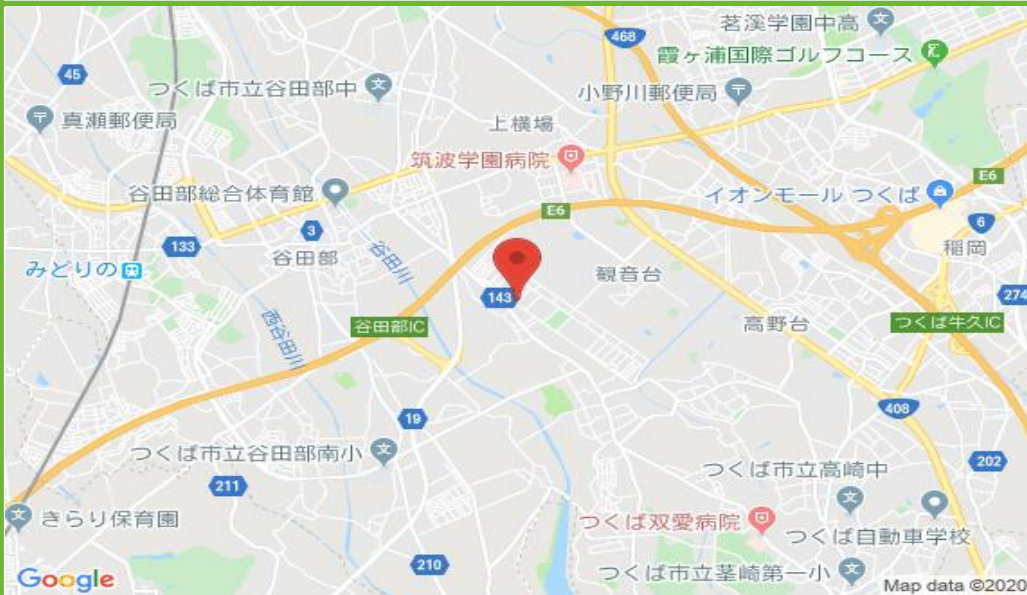 茗溪学園中高
468
霞ヶ浦国際ゴルフコース
45
つくば市立谷田部中
小野川郵便局
真瀬郵便局
上横場
筑波学園病院
E6
谷田部総合体育館
イオンモール つくば
E6
3
6
133
谷田部
谷田川
稲岡
みどりの
観音台
143
274
西谷田川
谷田部IC
高野台
つくば牛久IC
408
19
つくば市立谷田部南小
つくば市立高崎中
202
211
きらり保育園
つくば双愛病院
つくば自動車学校
210
つくば市立茎崎第一小
Google
Map data ©2020